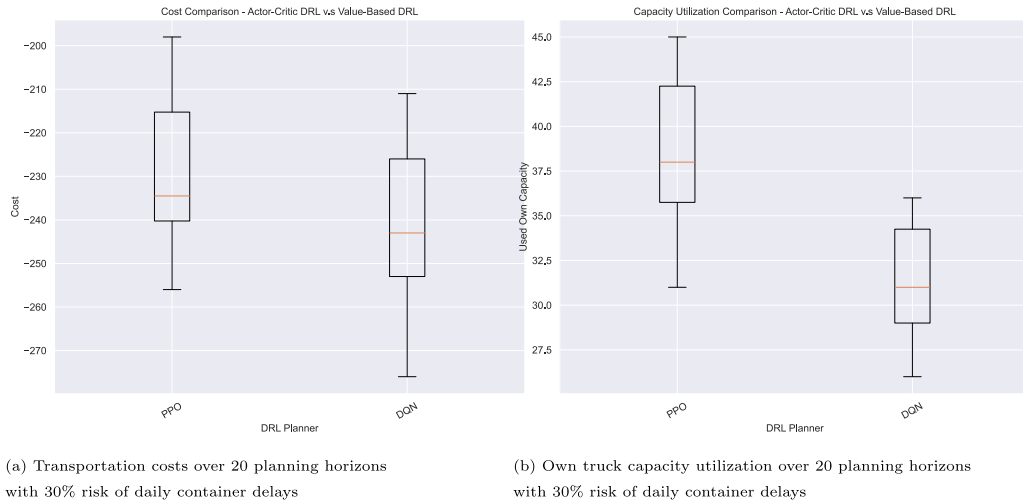 Cost Comparison - Actor-Critic DRL v.s Value-Based DRL
−200
−210
−220
−230
−240
−250
−260
−270
Cost
PPO
DQN
DRL Planner
Capacity Utilization Comparison - Actor-Critic DRL v.s Value-Based DRL
45.0
42.5
40.0
37.5
35.0
32.5
30.0
27.5
Used Own Capacity
PPO
DQN
DRL Planner
(a) Transportation costs over 20 planning horizons
with 30% risk of daily container delays
(b) Own truck capacity utilization over 20 planning horizons
with 30% risk of daily container delays